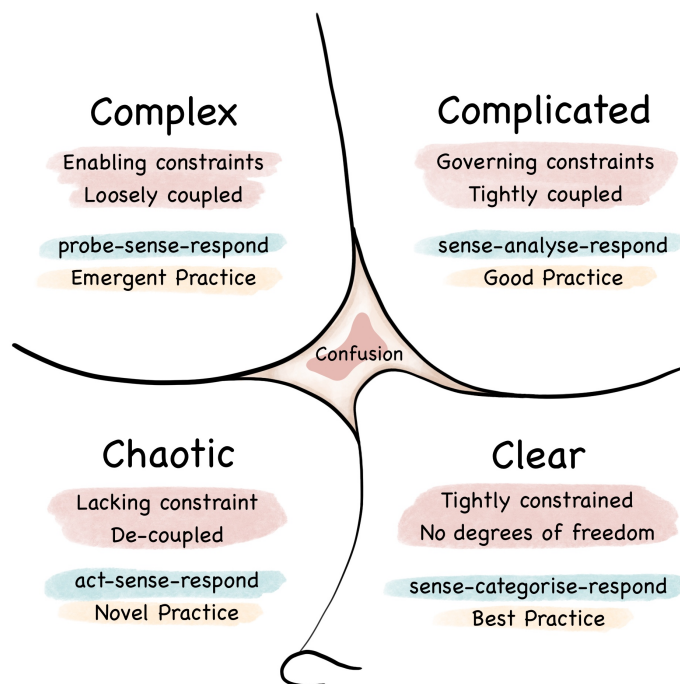 Complex
Enabling constraints
Loosely coupled
probe-sense-respond
Emergent Practice
Complicated
Governing constraints
Tightly coupled
sense-analyse-respond
Good Practice
Confusion
Chaotic
Lacking constraint
De-coupled
act-sense-respond
Novel Practice
Clear
Tightly constrained
No degrees of freedom
sense-categorise-respond
Best Practice